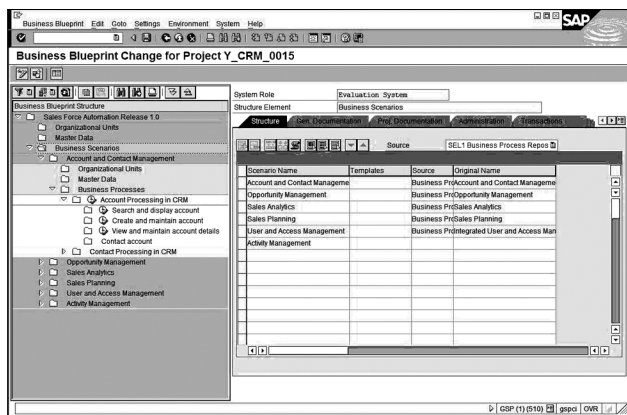 Business Blueprint Edit Goto Settings Environment System Help
SAP
Business Blueprint Change for Project Y_CRM_0015
System Role Evaluation System
Structure Element Business Scenarios
Business Blueprint Structure
Sales Force Automation Release 1.0
Organizational Units
Master Data
Business Scenarios
Account and Contact Management
Organizational Units
Master Data
Business Processes
Account Processing in CRM
Search and display account
Create and maintain account
View and maintain account details
Contact account
Contact Processing in CRM
Opportunity Management
Sales Analytics
Sales Planning
User and Access Management
Activity Management
Structure Gen. Documentation Proj. Documentation Administration Transactions
Source SEL1 Business Process Repos
Scenario Name Templates Source Original Name
Account and Contact Manageme Business Pro Account and Contact Manageme
Opportunity Management Business Pro Opportunity Management
Sales Analytics Business Pro Sales Analytics
Sales Planning Business Pro Sales Planning
User and Access Management Business Pro Integrated User and Access Man
Activity Management
GSP (1) (510) gspci OVR